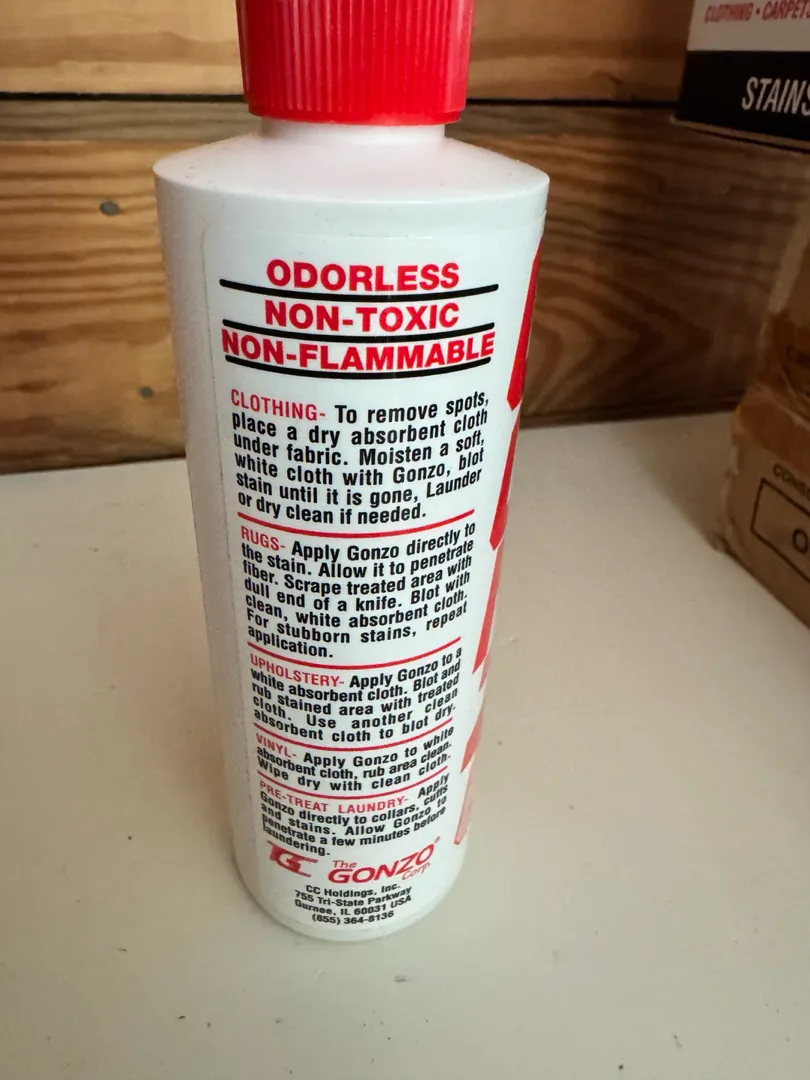 CLOTHING • CARPETS
STAINS
ODORLESS
NON-TOXIC
NON-FLAMMABLE
CLOTHING- To remove spots,
place a dry absorbent cloth
under fabric. Moisten a soft,
white cloth with Gonzo, blot
stain until it is gone, Launder
or dry clean if needed.
RUGS- Apply Gonzo directly to
the stain. Allow it to penetrate
fiber. Scrape treated area with
dull end of a knife. Blot with
clean, white absorbent cloth.
For stubborn stains, repeat
application.
UPHOLSTERY- Apply Gonzo to a
white absorbent cloth. Blot and
rub stained area with treated
cloth. Use another clean
absorbent cloth to blot dry.
VINYL- Apply Gonzo to white
absorbent cloth, rub area clean.
Wipe dry with clean cloth.
PRE-TREAT LAUNDRY- Apply
Gonzo directly to collars, cuffs
and stains. Allow Gonzo to
penetrate a few minutes before
laundering.
The
GONZO®
Corp.
CC Holdings, Inc.
755 Tri-State Parkway
Gurnee, IL 60031 USA
(855) 364-8136